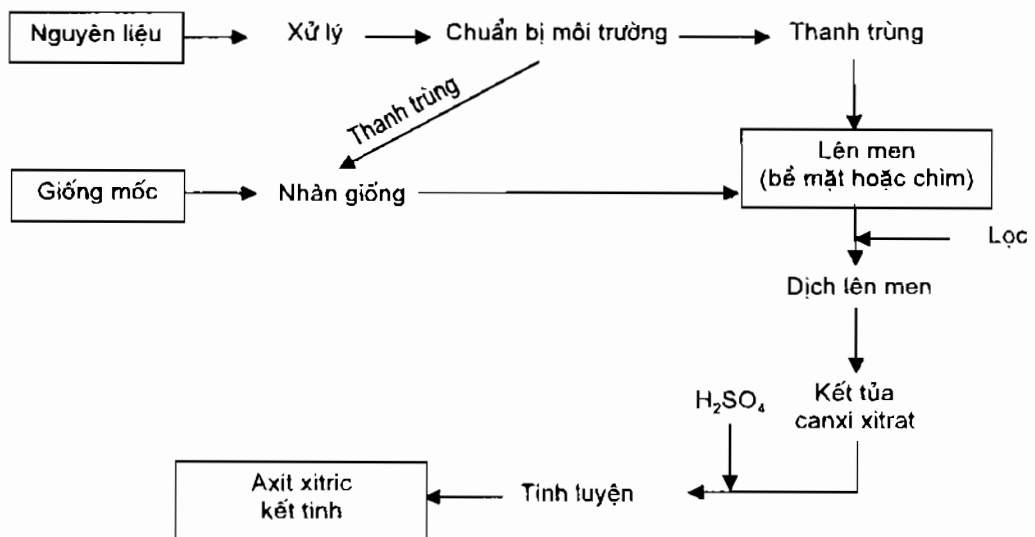 Nguyên liệu
Xử lý
Chuẩn bị môi trường
Thanh trùng
Thanh trùng
Giống mốc
Nhân giống
Lên men
(bề mặt hoặc chìm)
Lọc
Dịch lên men
Kết tủa
canxi xitrat
H₂SO₄
Tinh luyện
Axit xitric
kết tinh